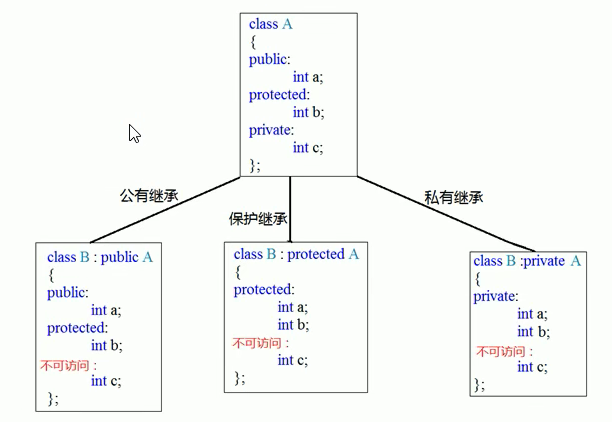 class A
{
public:
int a;
protected:
int b;
private:
int c;
};
公有继承
保护继承
私有继承
class B : public A
{
public:
int a;
protected:
int b;
不可访问：
int c;
};
class B : protected A
{
protected:
int a;
int b;
不可访问：
int c;
};
class B :private A
{
private:
int a;
int b;
不可访问：
int c;
};